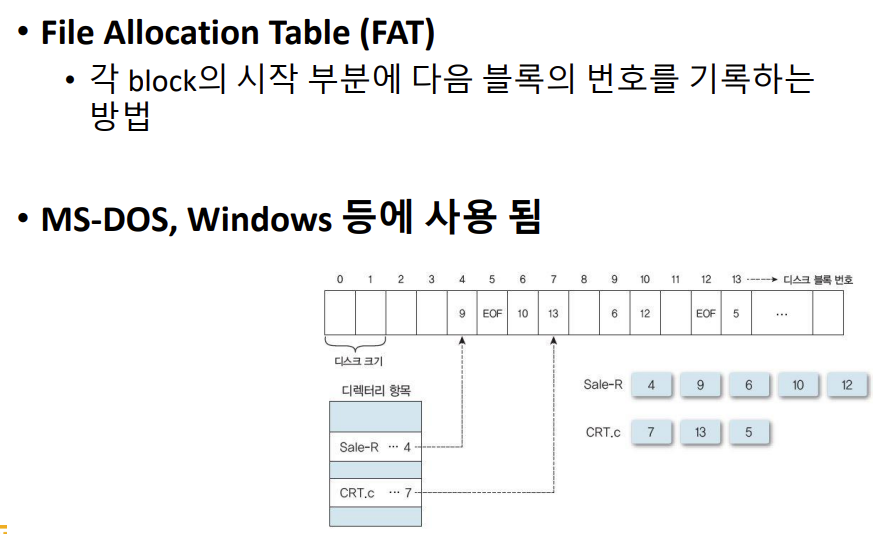 • File Allocation Table (FAT)
• 각 block의 시작 부분에 다음 블록의 번호를 기록하는
방법
• MS-DOS, Windows 등에 사용 됨
0 1 2 3 4 5 6 7 8 9 10 11 12 13 디스크 블록 번호
9 EOF 10 13 6 12 EOF 5 ...
디스크 크기
디렉터리 항목
Sale-R ... 4
CRT.c ... 7
Sale-R 4 9 6 10 12
CRT.c 7 13 5